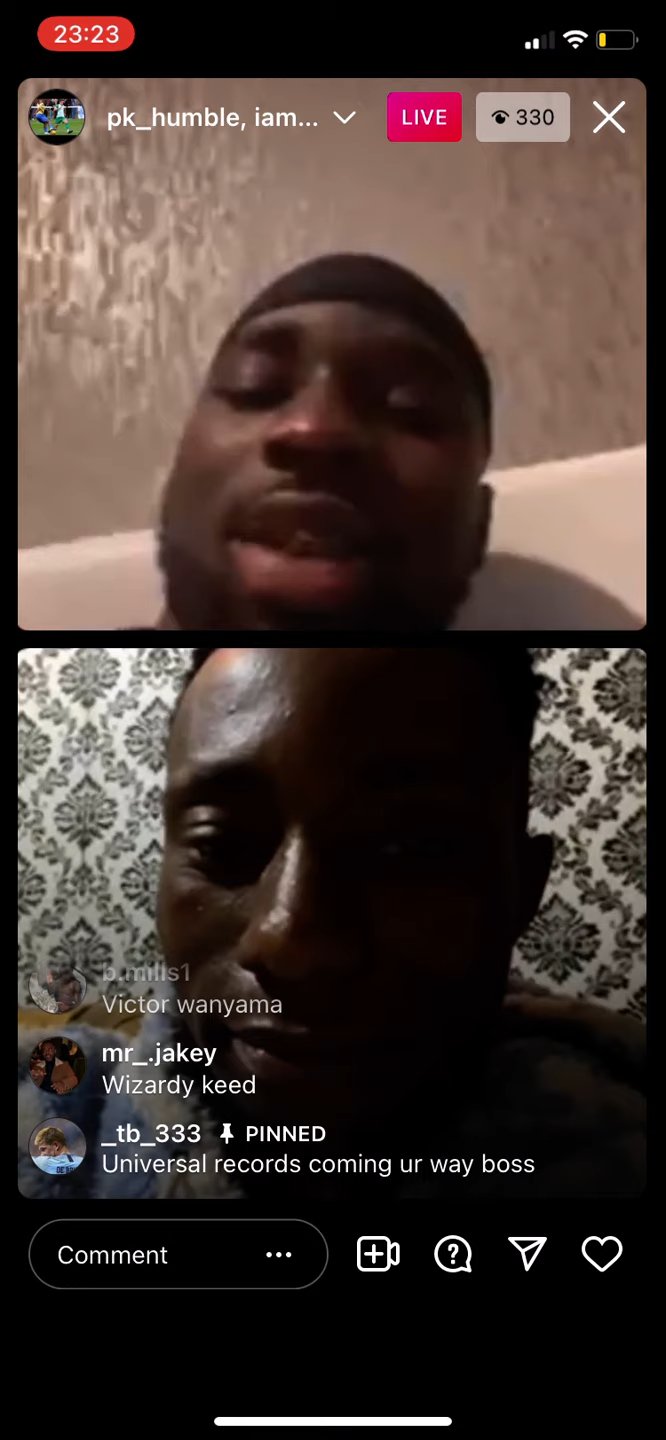 23:23
pk_humble, iam...
LIVE
330
b.mills1
Victor wanyama
mr_.jakey
Wizardy keed
_tb_333 PINNED
Universal records coming ur way boss
Comment